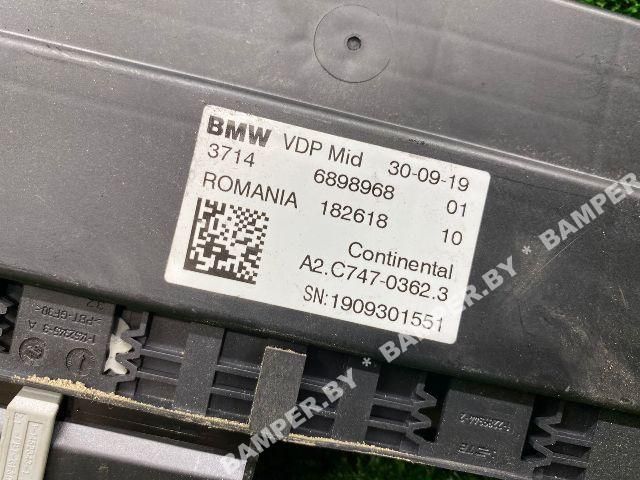 BMW VDP Mid 30-09-19
3714 6898968 01
ROMANIA 182618 10
Continental
A2.C747-0362.3
SN:1909301551
BAMPER.BY * BAMPER.BY * BAMPER.BY